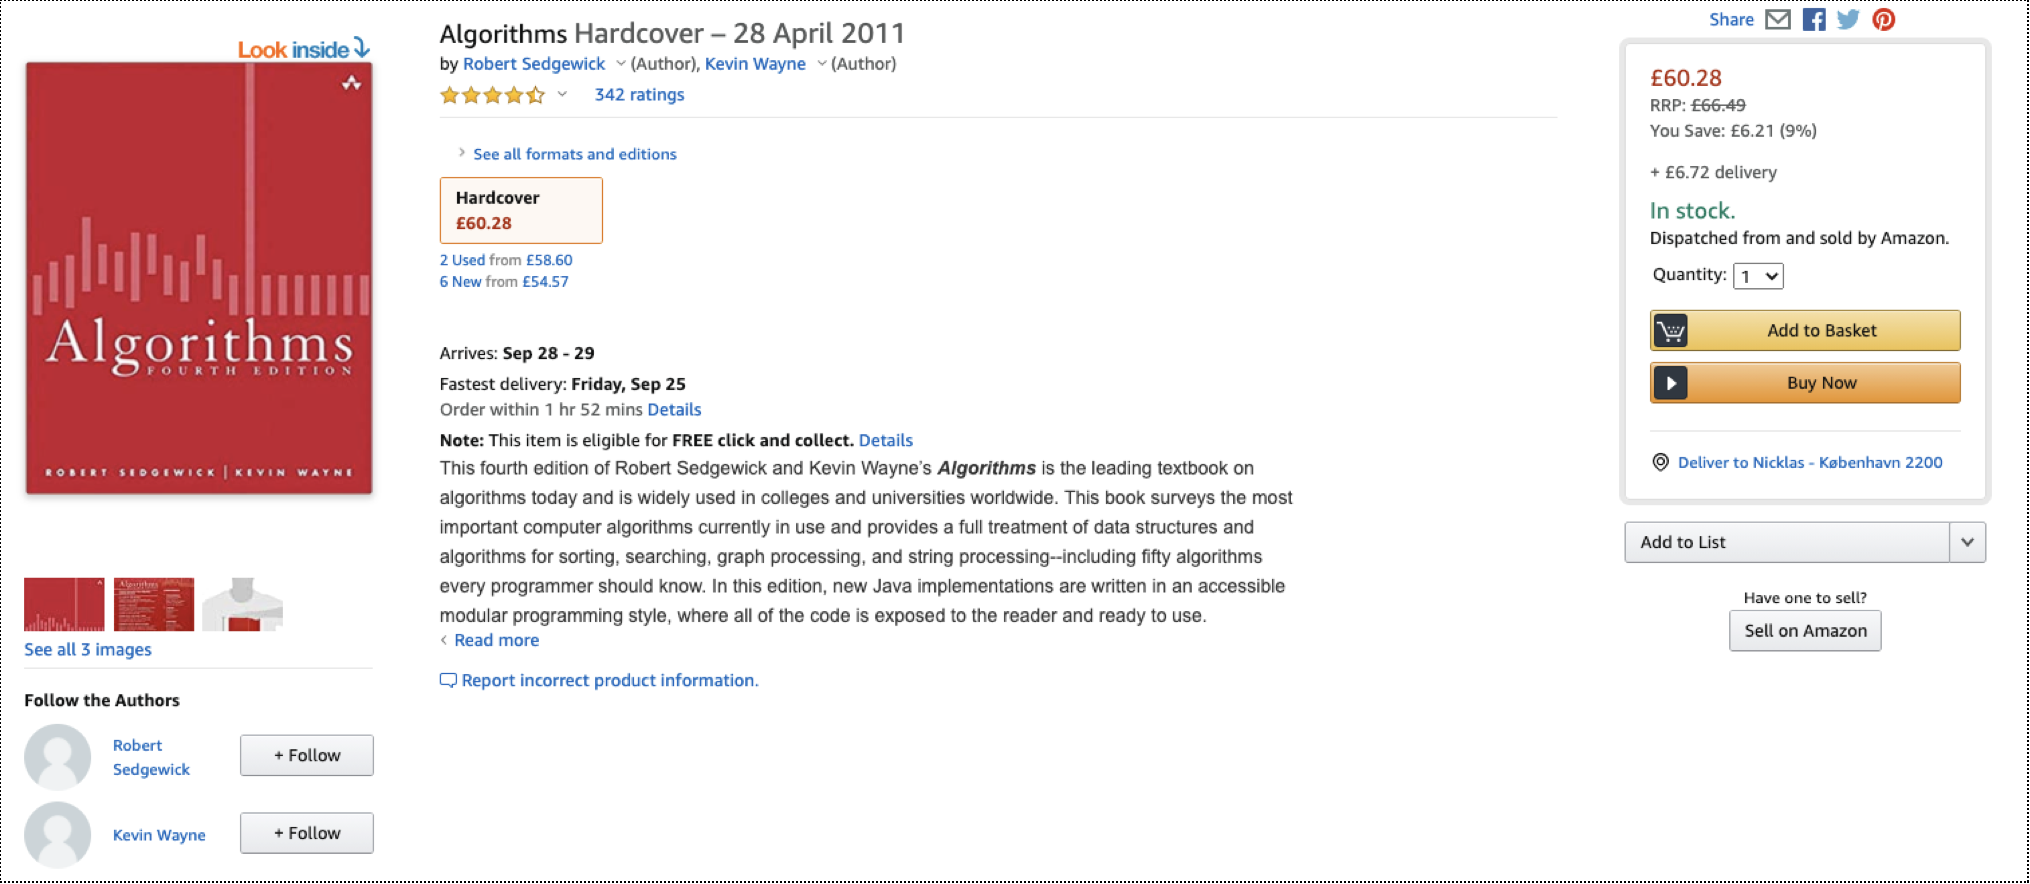 Look inside
Algorithms
FOURTH EDITION
ROBERT SEDGEWICK | KEVIN WAYNE
See all 3 images
Follow the Authors
Robert
Sedgewick
+ Follow
Kevin Wayne
+ Follow
Algorithms Hardcover – 28 April 2011
by Robert Sedgewick (Author), Kevin Wayne (Author)
342 ratings
See all formats and editions
Hardcover
£60.28
2 Used from £58.60
6 New from £54.57
Arrives: Sep 28 - 29
Fastest delivery: Friday, Sep 25
Order within 1 hr 52 mins Details
Note: This item is eligible for FREE click and collect. Details
This fourth edition of Robert Sedgewick and Kevin Wayne’s Algorithms is the leading textbook on
algorithms today and is widely used in colleges and universities worldwide. This book surveys the most
important computer algorithms currently in use and provides a full treatment of data structures and
algorithms for sorting, searching, graph processing, and string processing--including fifty algorithms
every programmer should know. In this edition, new Java implementations are written in an accessible
modular programming style, where all of the code is exposed to the reader and ready to use.
Read more
Report incorrect product information.
Share
£60.28
RRP: £66.49
You Save: £6.21 (9%)
+ £6.72 delivery
In stock.
Dispatched from and sold by Amazon.
Quantity: 1
Add to Basket
Buy Now
Deliver to Nicklas - København 2200
Add to List
Have one to sell?
Sell on Amazon